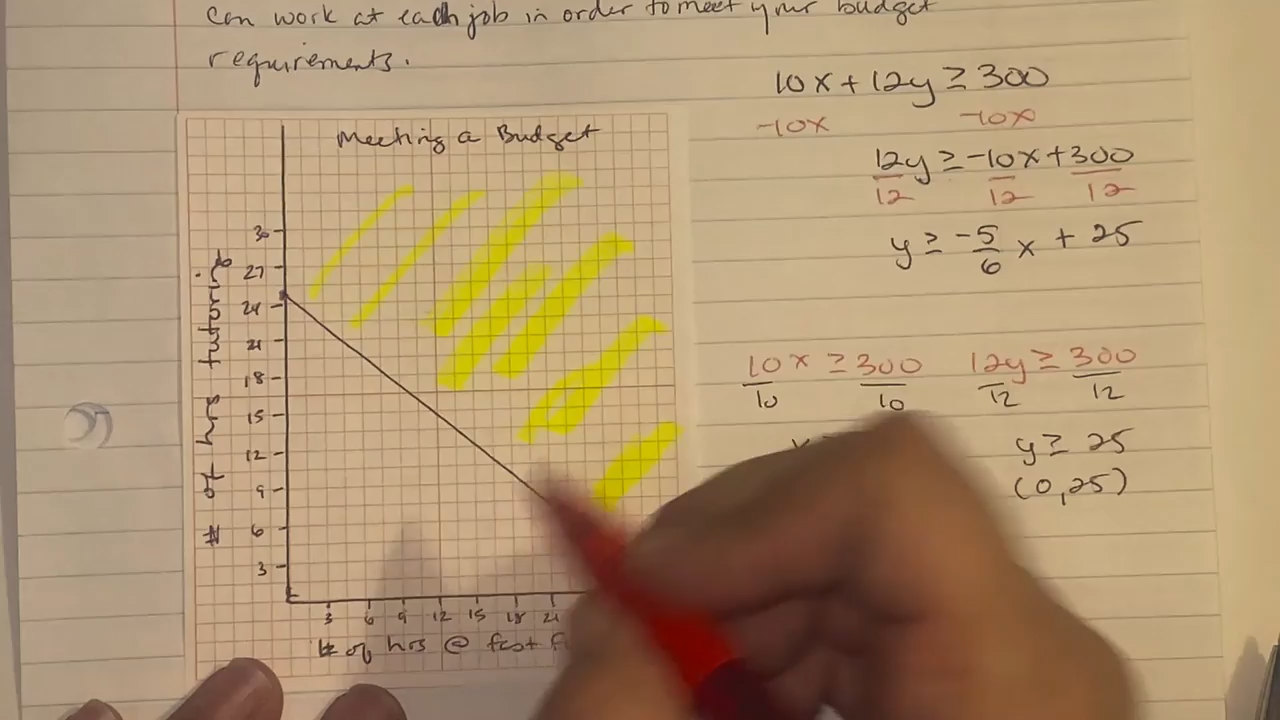 can work at each job in order to meet your budget
requirements.
10x + 12y ≥ 300
-10x -10x
12y ≥ -10x + 300
12 12 12
y ≥ -5/6 x + 25
Meeting a Budget
# of hrs tutoring
30
27
24
21
18
15
12
9
6
3
3 6 9 12 15 18 21
# of hrs @ fast
10x ≥ 300 12y ≥ 300
10 10 12 12
y ≥ 25
(0,25)